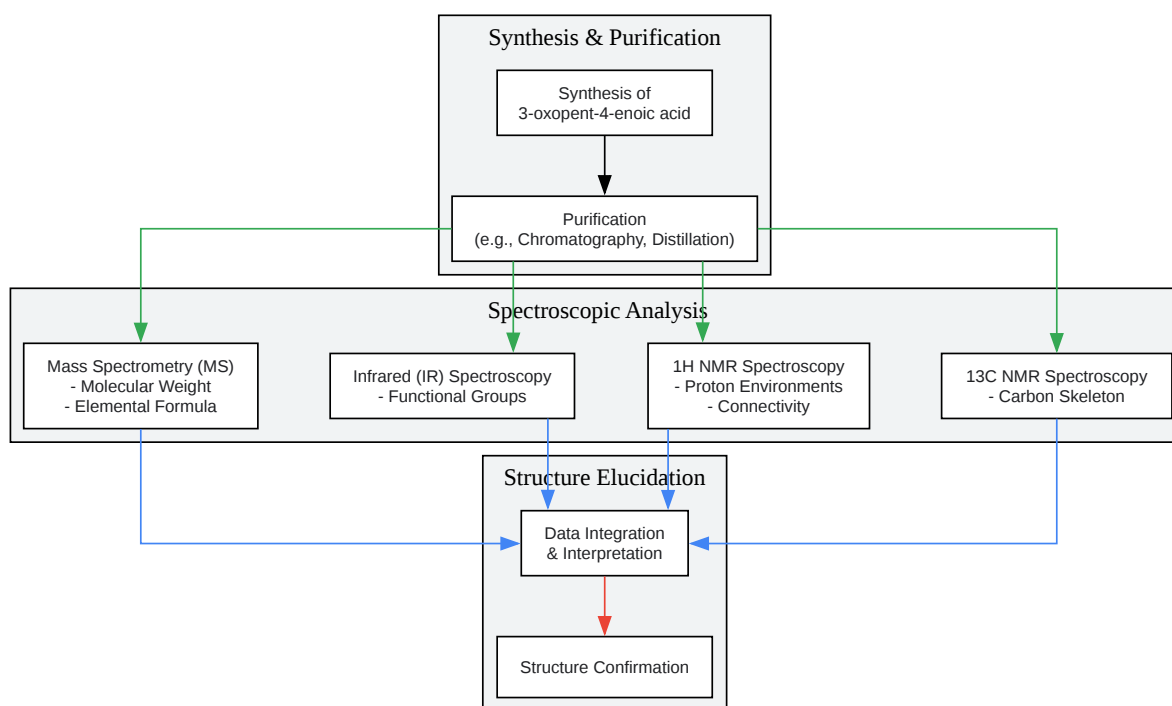 Synthesis & Purification
Synthesis of
3-oxopent-4-enoic acid
Purification
(e.g., Chromatography, Distillation)
Spectroscopic Analysis
Mass Spectrometry (MS)
- Molecular Weight
- Elemental Formula
Infrared (IR) Spectroscopy
- Functional Groups
1H NMR Spectroscopy
- Proton Environments
- Connectivity
13C NMR Spectroscopy
- Carbon Skeleton
Structure Elucidation
Data Integration
& Interpretation
Structure Confirmation